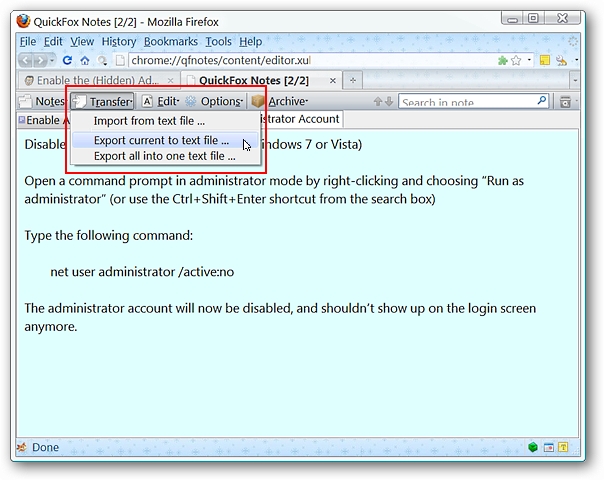 QuickFox Notes [2/2] - Mozilla Firefox
File Edit View History Bookmarks Tools Help
chrome://qfnotes/content/editor.xul
Enable the (Hidden) Ad... QuickFox Notes [2/2]
Notes Transfer Edit Options Archive Search in note...
Enable A istrator Account
Import from text file ...
Disable indows 7 or Vista)
Export current to text file ...
Export all into one text file ...
Open a command prompt in administrator mode by right-clicking and choosing “Run as
administrator” (or use the Ctrl+Shift+Enter shortcut from the search box)
Type the following command:
net user administrator /active:no
The administrator account will now be disabled, and shouldn’t show up on the login screen
anymore.
Done